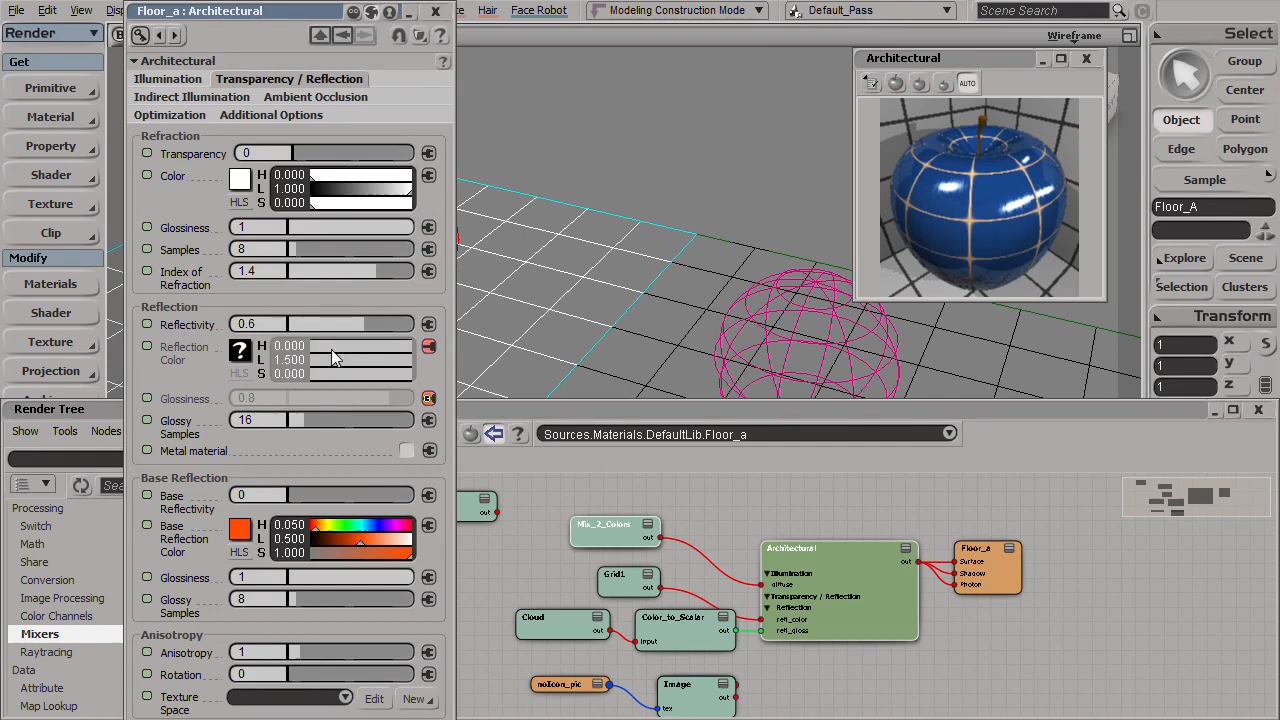 File Edit View Floor_a : Architectural Hair Face Robot Modeling Construction Mode Default_Pass Scene Search
Render
Get
Primitive
Material
Property
Shader
Texture
Clip
Modify
Materials
Shader
Texture
Projection
Architectural
Illumination Transparency / Reflection
Indirect Illumination Ambient Occlusion
Optimization Additional Options
Refraction
Transparency 0
Color H 0.000
L 1.000
HLS S 0.000
Glossiness 1
Samples 8
Index of Refraction 1.4
Reflection
Reflectivity 0.6
Reflection Color ? H 0.000
L 1.500
HLS S 0.000
Glossiness 0.8
Glossy Samples 16
Metal material
Base Reflection
Base Reflectivity 0
Base Reflection Color H 0.050
L 0.500
HLS S 1.000
Glossiness 1
Glossy Samples 8
Anisotropy
Anisotropy 1
Rotation 0
Texture Space Edit New
Wireframe
Architectural
AUTO
Select
Group
Center
Object Point
Edge Polygon
Sample
Floor_A
Explore Scene
Selection Clusters
Transform
1 x S
1 y
1 z
Render Tree
Show Tools Nodes
Processing
Switch
Math
Share
Conversion
Image Processing
Color Channels
Mixers
Raytracing
Data
Attribute
Map Lookup
Sources.Materials.DefaultLib.Floor_a
out
Mix_2_Colors
out
Grid1
out
Cloud
out
Color_to_Scalar
out
input
noIcon_pic
Image
tex
Architectural
out
Illumination
diffuse
Transparency / Reflection
Reflection
refl_color
refl_gloss
Floor_a
Surface
Shadow
Photon